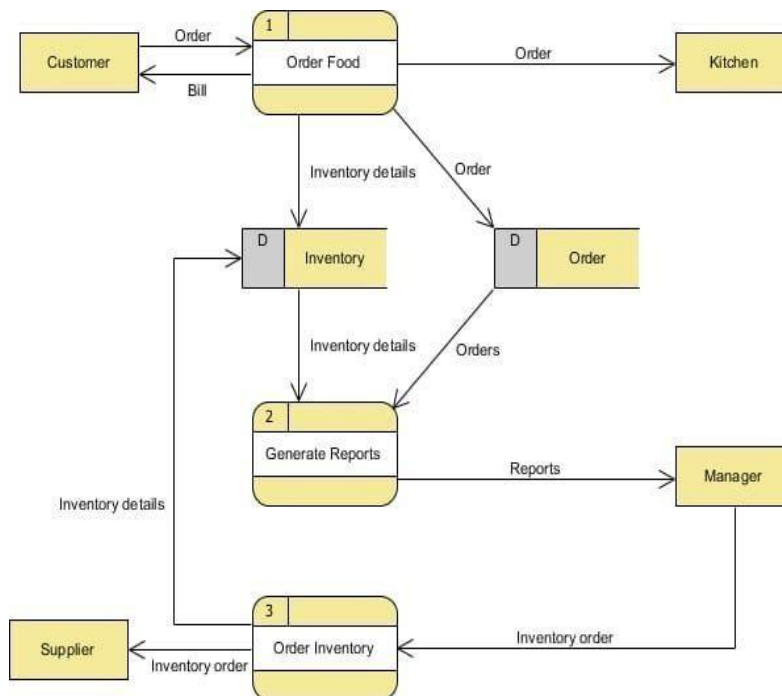 1
Order
Customer
Order Food
Order
Kitchen
Bill
Inventory details
Order
D
Inventory
D
Order
Inventory details
Orders
2
Generate Reports
Reports
Manager
Inventory details
3
Inventory order
Supplier
Order Inventory
Inventory order